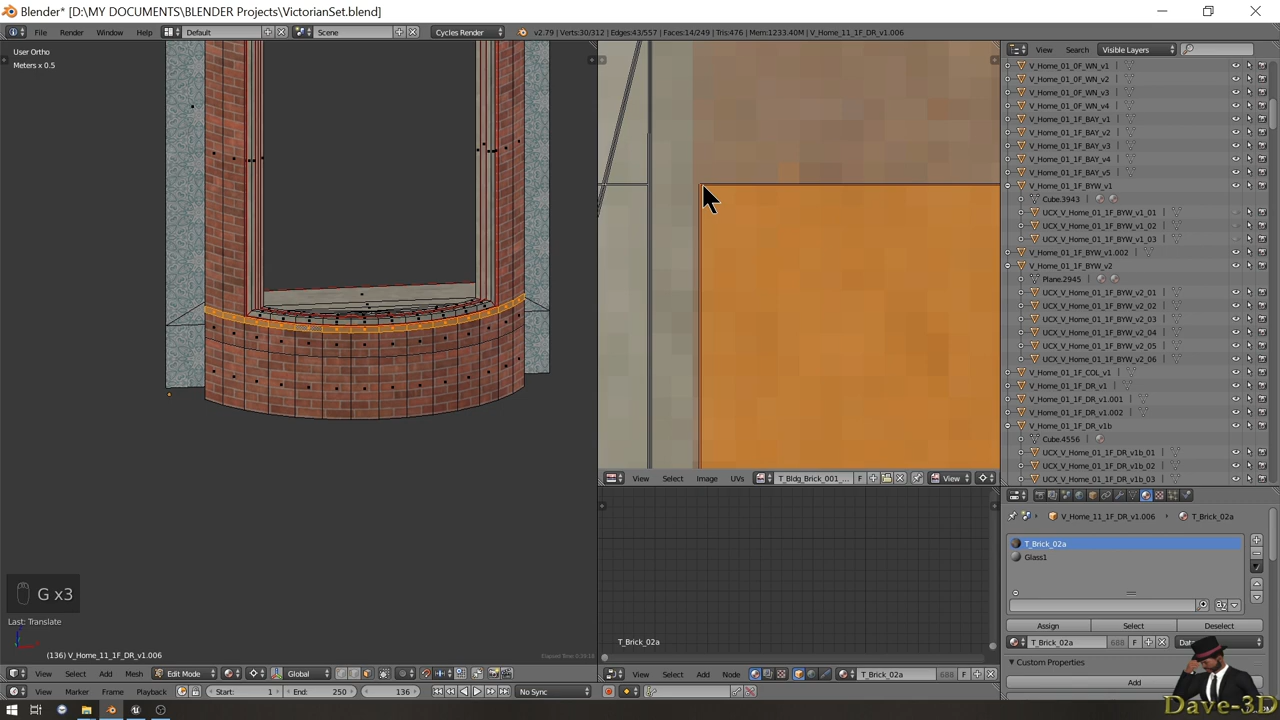 Blender* [D:\MY DOCUMENTS\BLENDER Projects\VictorianSet.blend]
File Render Window Help Default Scene Cycles Render v2.79 | Verts:30/312 | Edges:43/557 | Faces:14/249 | Tris:476 | Mem:1233.40M | V_Home_11_1F_DR_v1.006
User Ortho
Meters x 0.5
View Search Visible Layers
V_Home_01_0F_WN_v1
V_Home_01_0F_WN_v2
V_Home_01_0F_WN_v3
V_Home_01_0F_WN_v4
V_Home_01_1F_BAY_v1
V_Home_01_1F_BAY_v2
V_Home_01_1F_BAY_v3
V_Home_01_1F_BAY_v4
V_Home_01_1F_BAY_v5
V_Home_01_1F_BYW_v1
Cube.3943
UCX_V_Home_01_1F_BYW_v1_01
UCX_V_Home_01_1F_BYW_v1_02
UCX_V_Home_01_1F_BYW_v1_03
V_Home_01_1F_BYW_v1.002
V_Home_01_1F_BYW_v2
Plane.2945
UCX_V_Home_01_1F_BYW_v2_01
UCX_V_Home_01_1F_BYW_v2_02
UCX_V_Home_01_1F_BYW_v2_03
UCX_V_Home_01_1F_BYW_v2_04
UCX_V_Home_01_1F_BYW_v2_05
UCX_V_Home_01_1F_BYW_v2_06
V_Home_01_1F_COL_v1
V_Home_01_1F_DR_v1
V_Home_01_1F_DR_v1.001
V_Home_01_1F_DR_v1.002
V_Home_01_1F_DR_v1b
Cube.4556
UCX_V_Home_01_1F_DR_v1b_01
UCX_V_Home_01_1F_DR_v1b_02
UCX_V_Home_01_1F_DR_v1b_03
View Select Image UVs T_Bldg_Brick_001_... F View
V_Home_11_1F_DR_v1.006 T_Brick_02a
T_Brick_02a
Glass1
Assign Select Deselect
T_Brick_02a 688 F Data
Custom Properties
Add
G x3
Last: Translate
(136) V_Home_11_1F_DR_v1.006
T_Brick_02a
View Select Add Mesh Edit Mode Global
View Select Add Node T_Brick_02a 688 F
View Marker Frame Playback Start: 1 End: 250 136 No Sync
Dave-3D